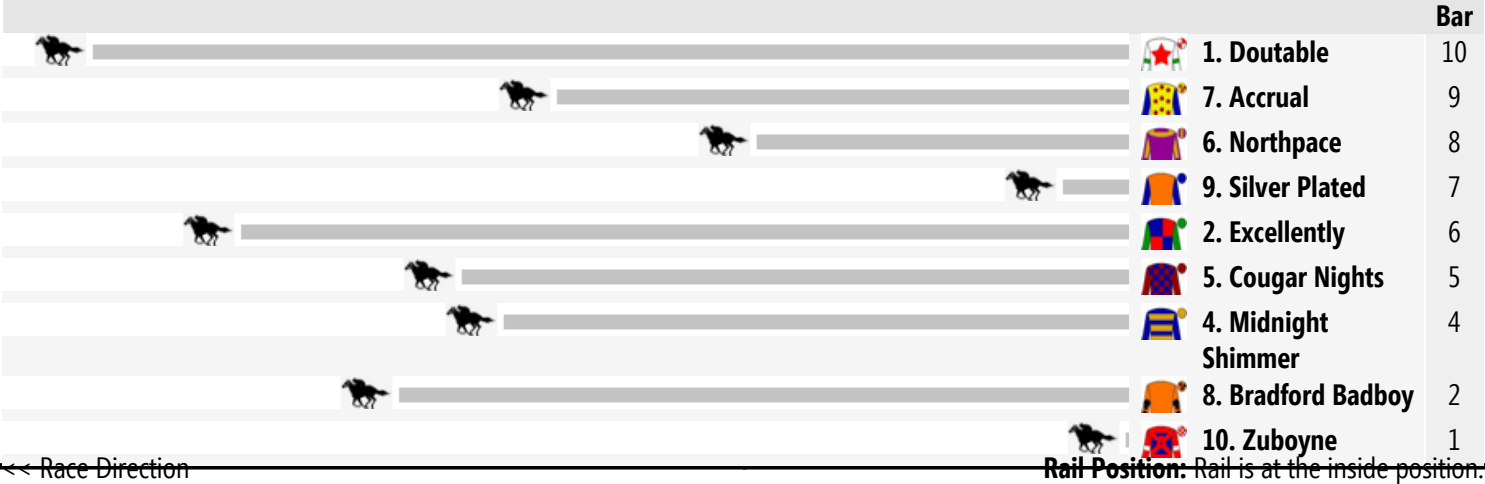 Bar
1. Doutable 10
7. Accrual 9
6. Northpace 8
9. Silver Plated 7
2. Excellently 6
5. Cougar Nights 5
4. Midnight 4
Shimmer
8. Bradford Badboy 2
10. Zuboyne 1
<< Race Direction Rail Position: Rail is at the inside position.